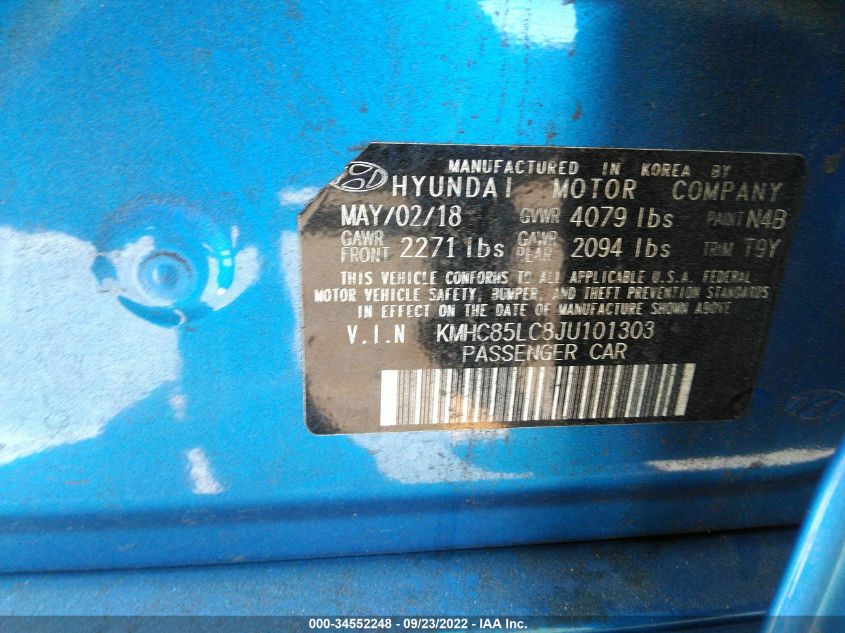 MANUFACTURED IN KOREA BY
HYUNDAI MOTOR COMPANY
MAY/02/18 GVWR 4079 lbs PAINT N4B
GAWR FRONT 2271 lbs GAWR REAR 2094 lbs TRIM T9Y
THIS VEHICLE CONFORMS TO ALL APPLICABLE U.S.A. FEDERAL
MOTOR VEHICLE SAFETY, BUMPER, AND THEFT PREVENTION STANDARDS
IN EFFECT ON THE DATE OF MANUFACTURE SHOWN ABOVE
V.I.N KMHC85LC8JU101303
PASSENGER CAR
000-34552248 - 09/23/2022 - IAA Inc.